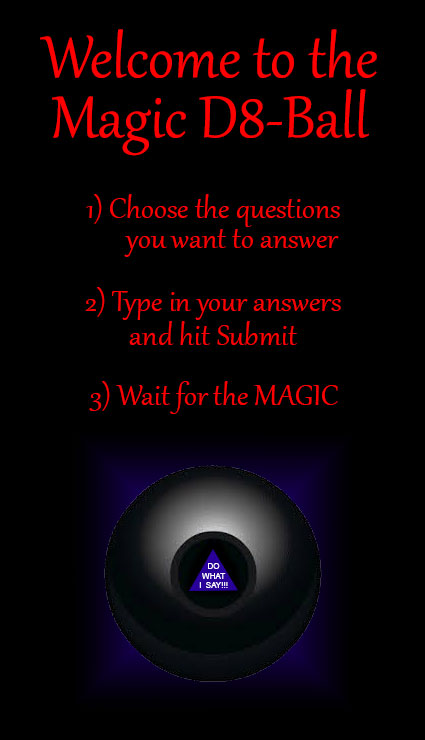 Welcome to the
Magic D8-Ball
1) Choose the questions
you want to answer
2) Type in your answers
and hit Submit
3) Wait for the MAGIC
DO
WHAT
I SAY!!!